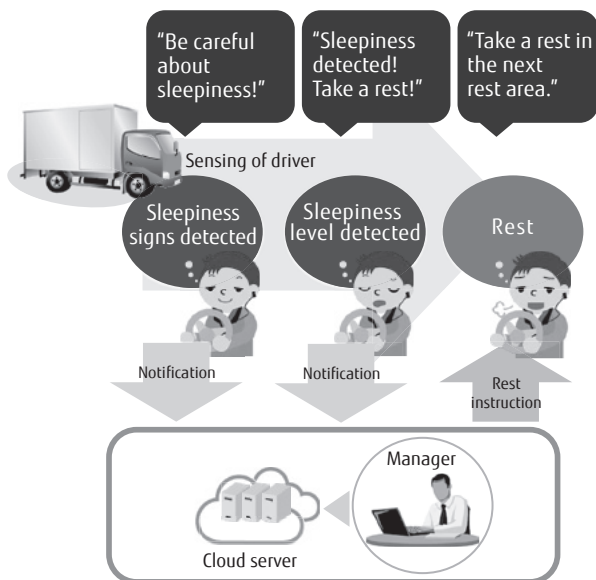 “Be careful
about
sleepiness!”
“Sleepiness
detected!
Take a rest!”
“Take a rest in
the next
rest area.”
Sensing of driver
Sleepiness
signs detected
Sleepiness
level detected
Rest
Notification
Notification
Rest
instruction
Manager
Cloud server